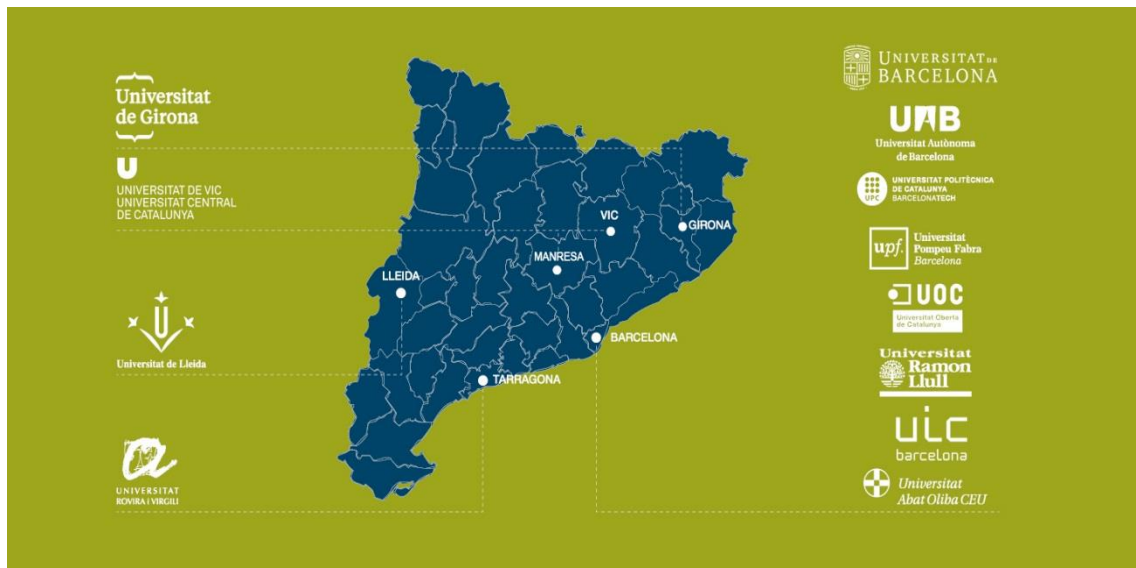 Universitat
de Girona
U
UNIVERSITAT DE VIC
UNIVERSITAT CENTRAL
DE CATALUNYA
Universitat de Lleida
UNIVERSITAT
ROVIRA I VIRGILI
VIC
GIRONA
MANRESA
LLEIDA
BARCELONA
TARRAGONA
UNIVERSITAT DE
BARCELONA
UAB
Universitat Autònoma
de Barcelona
UPC
UNIVERSITAT POLITÈCNICA
DE CATALUNYA
BARCELONATECH
upf.
Universitat
Pompeu Fabra
Barcelona
UOC
Universitat Oberta
de Catalunya
Universitat
Ramon
Llull
uic
barcelona
Universitat
Abat Oliba CEU